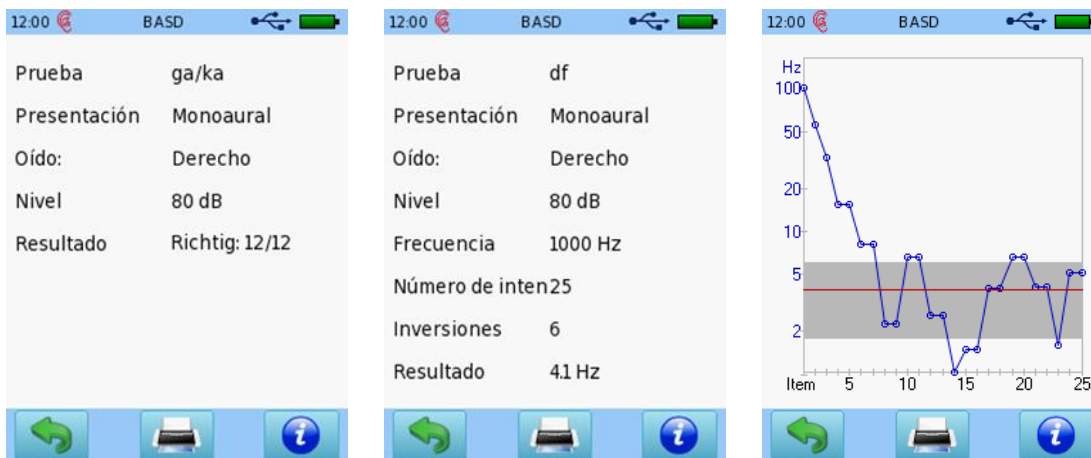 12:00 BASD
Prueba ga/ka
Presentación Monoaural
Oído: Derecho
Nivel 80 dB
Resultado Richtig: 12/12
12:00 BASD
Prueba df
Presentación Monoaural
Oído: Derecho
Nivel 80 dB
Frecuencia 1000 Hz
Número de inten25
Inversiones 6
Resultado 4.1 Hz
12:00 BASD
Hz
100
50
20
10
5
2
Item 5 10 15 20 25